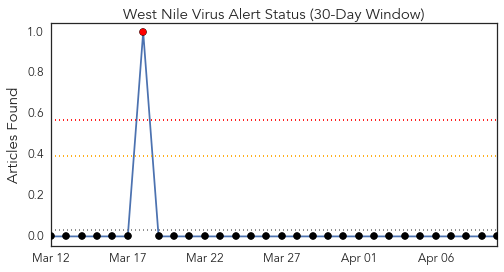 West Nile Virus Alert Status (30-Day Window)
Articles Found
1.0
0.8
0.6
0.4
0.2
0.0
Mar 12 Mar 17 Mar 22 Mar 27 Apr 01 Apr 06